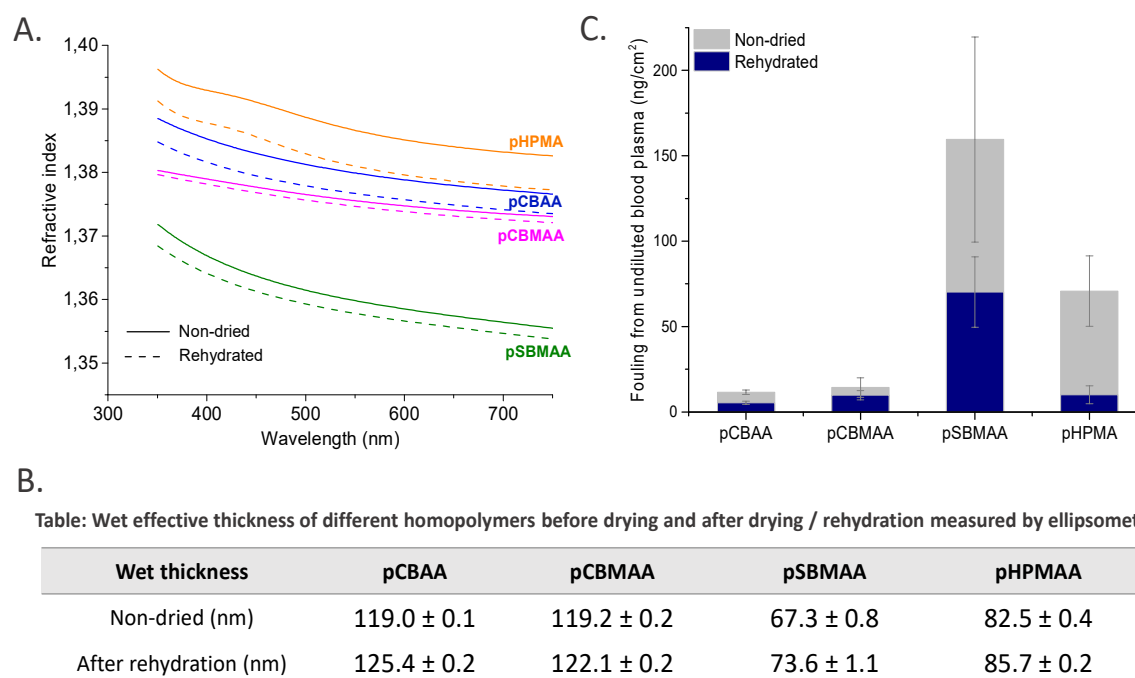 A.
1,40
1,39
1,38
1,37
1,36
1,35
Refractive index
300 400 500 600 700
Wavelength (nm)
pHPMA
pCBAA
pCBMAA
pSBMAA
Non-dried
Rehydrated
C.
Non-dried
Rehydrated
200
150
100
50
0
Fouling from undiluted blood plasma (ng/cm²)
pCBAA pCBMAA pSBMAA pHPMA
B.
Table: Wet effective thickness of different homopolymers before drying and after drying / rehydration measured by ellipsomet
Wet thickness pCBAA pCBMAA pSBMAA pHPMAA
Non-dried (nm) 119.0 ± 0.1 119.2 ± 0.2 67.3 ± 0.8 82.5 ± 0.4
After rehydration (nm) 125.4 ± 0.2 122.1 ± 0.2 73.6 ± 1.1 85.7 ± 0.2